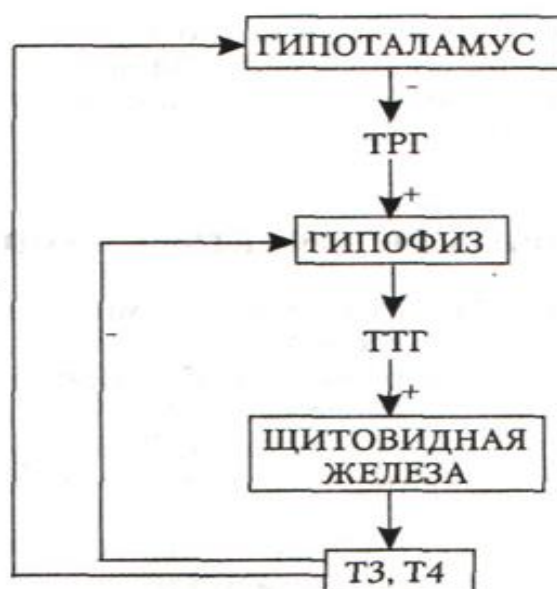 ГИПОТАЛАМУС
-
ТРГ
+
ГИПОФИЗ
-
ТТГ
+
ЩИТОВИДНАЯ
ЖЕЛЕЗА
Т3, Т4